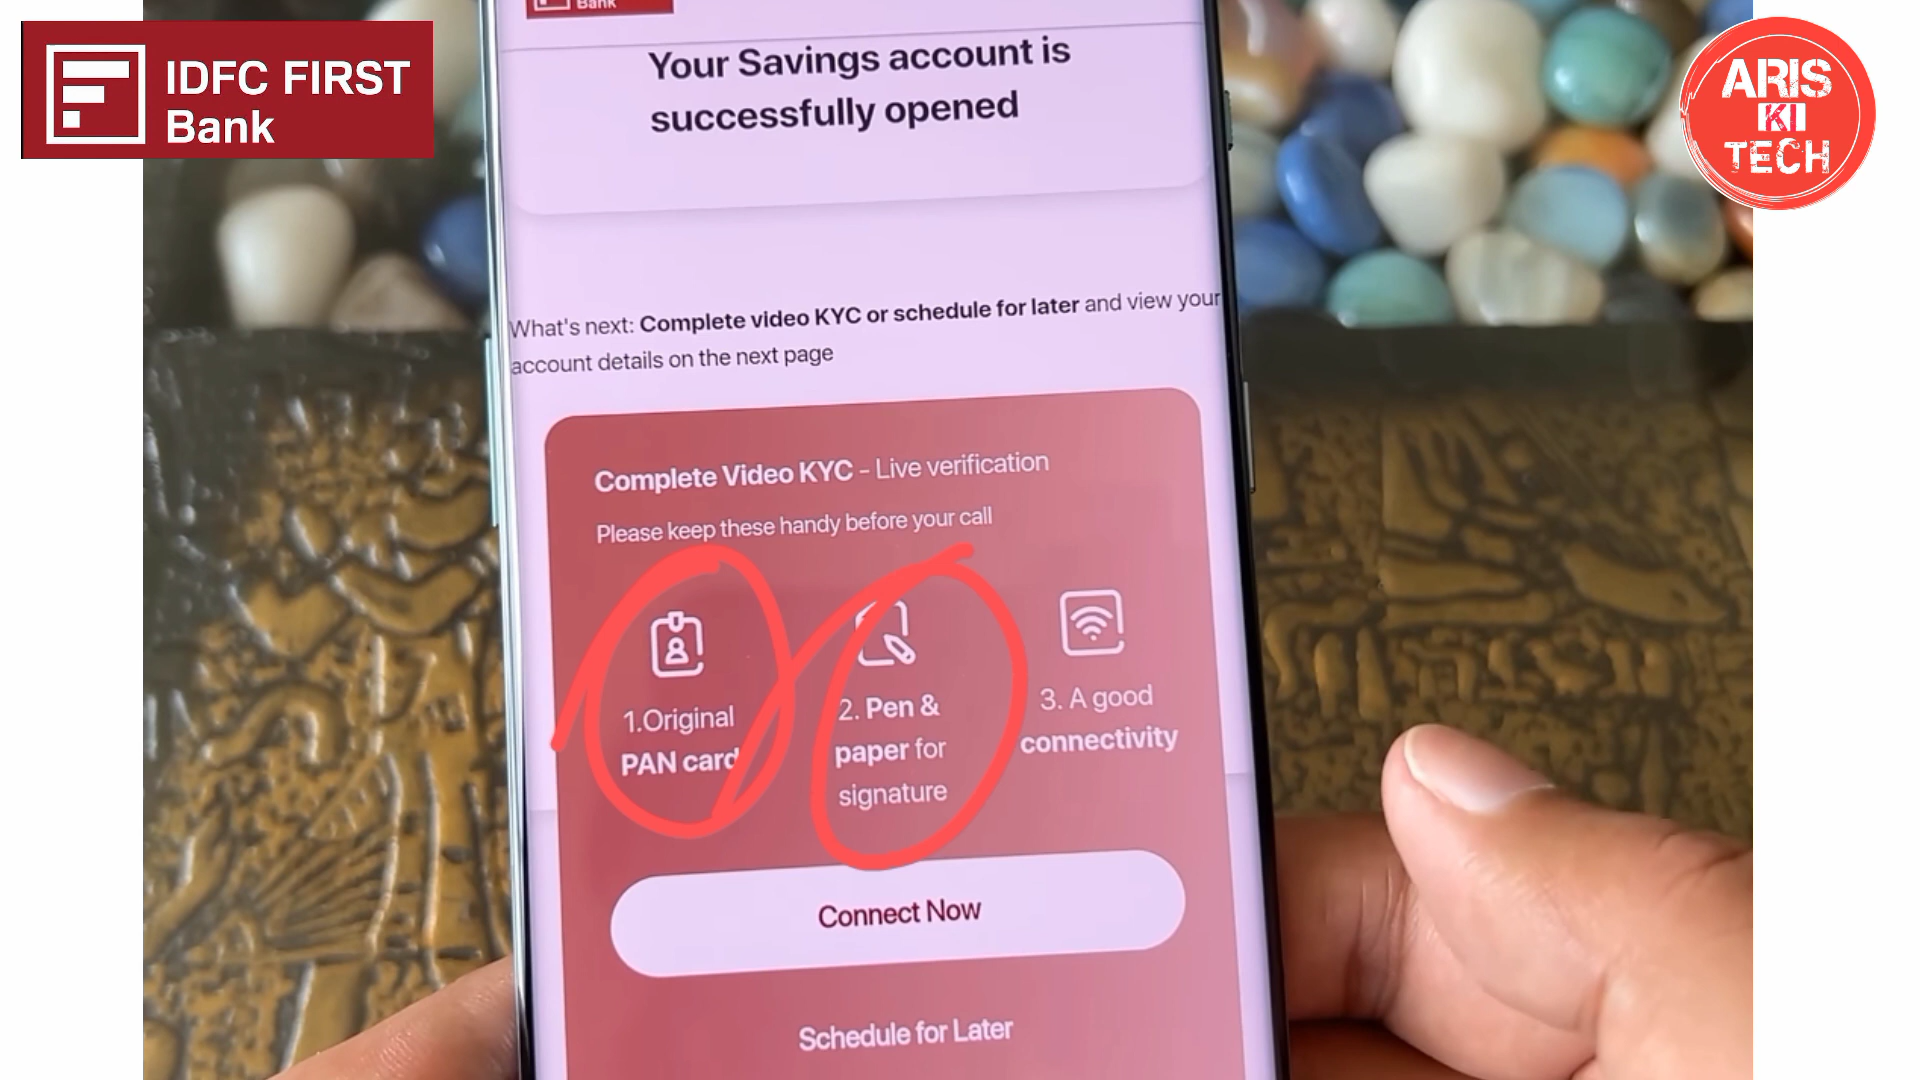 IDFC FIRST
Bank
ARIS
KI
TECH
Bank
Your Savings account is
successfully opened
What's next: Complete video KYC or schedule for later and view your
account details on the next page
Complete Video KYC - Live verification
Please keep these handy before your call
1.Original
PAN card
2. Pen &
paper for
signature
3. A good
connectivity
Connect Now
Schedule for Later